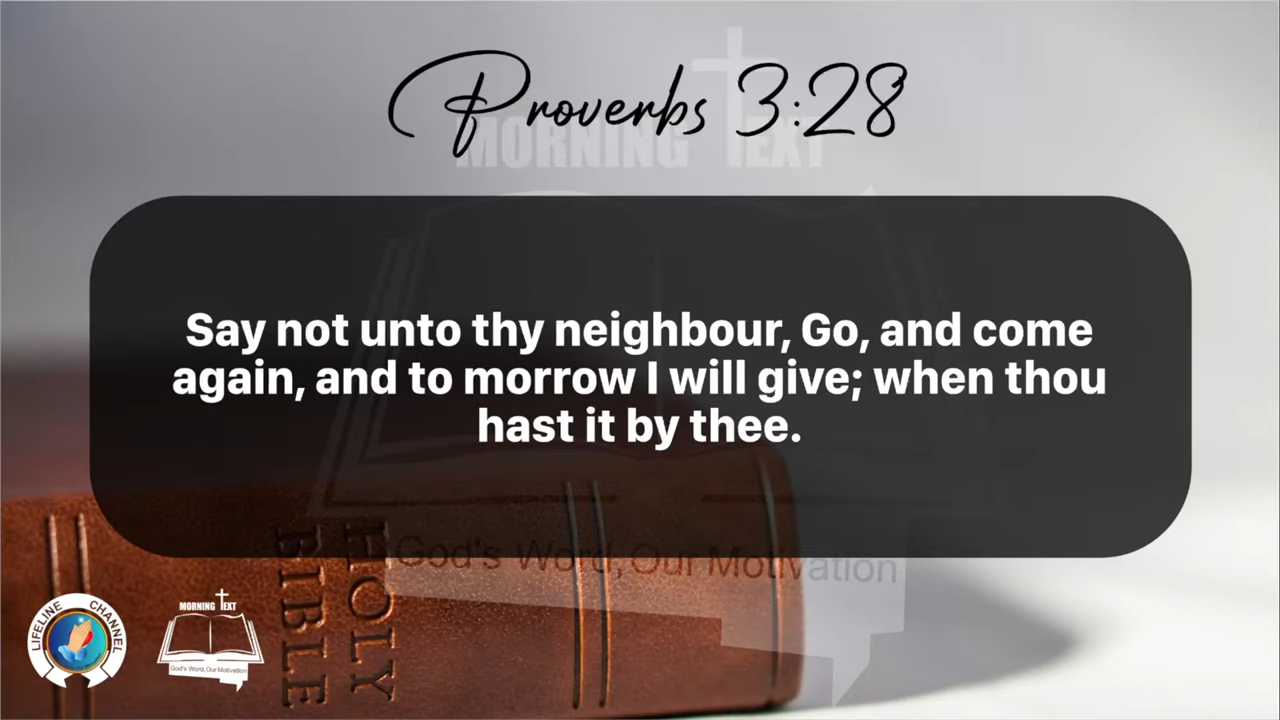 Proverbs 3:28
MORNING TEXT
Say not unto thy neighbour, Go, and come
again, and to morrow I will give; when thou
hast it by thee.
God's Word, Our Motivation
HOLY
BIBLE
LIFELINE CHANNEL
MORNING TEXT
God's Word, Our Motivation